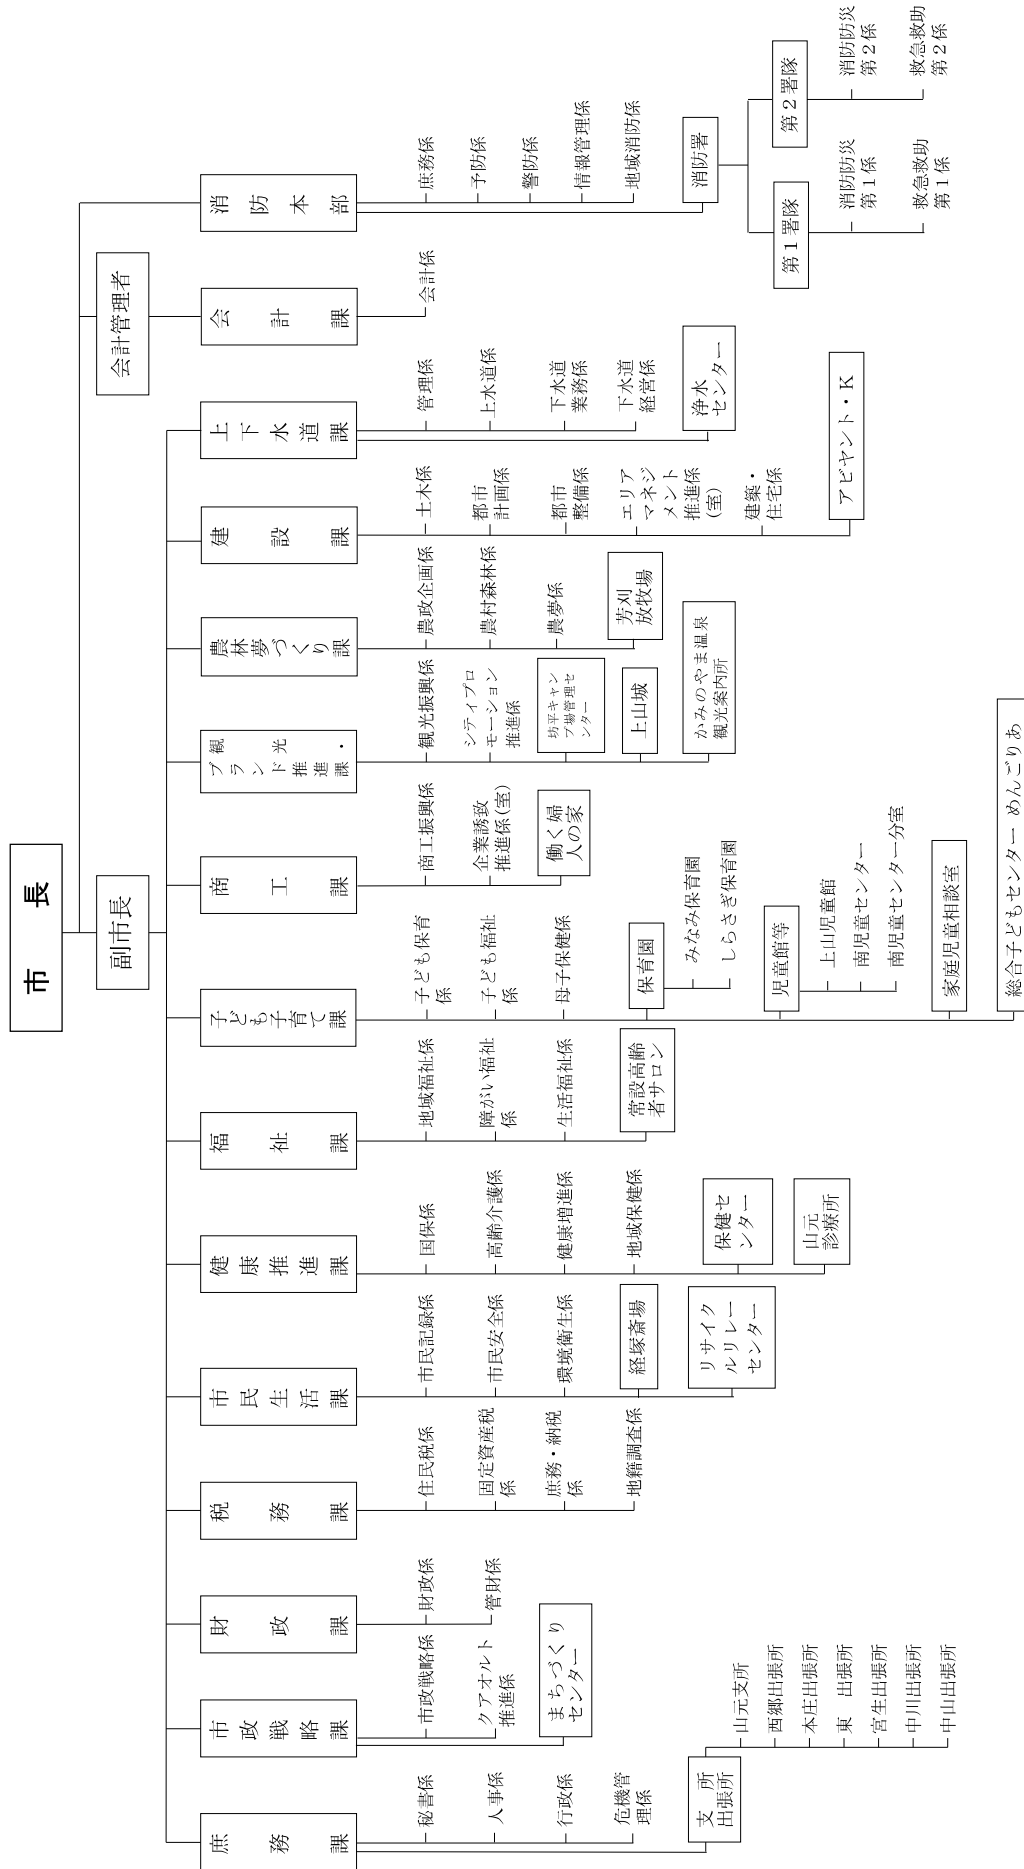 市　長
副市長
会計管理者
庶務課
秘書係
人事係
行政係
危機管
理係
支　所
出張所
山元支所
西郷出張所
本庄出張所
東　出張所
宮生出張所
中川出張所
中山出張所
市政戦略課
市政戦略係
クアオルト
推進係
まちづくり
センター
財政課
財政係
管財係
税務課
住民税係
固定資産税
係
庶務・納税
係
地籍調査係
市民生活課
市民記録係
市民安全係
環境衛生係
経塚斎場
リサイク
ルリレー
センター
健康推進課
国保係
高齢介護係
健康増進係
地域保健係
保健セ
ンター
山元
診療所
福祉課
地域福祉係
障がい福祉
係
生活福祉係
常設高齢
者サロン
子ども子育て課
子ども保育
係
子ども福祉
係
母子保健係
保育園
みなみ保育園
しらさぎ保育園
児童館等
上山児童館
南児童センター
南児童センター分室
家庭児童相談室
総合子どもセンター めんごりあ
商工課
商工振興係
企業誘致
推進係(室)
働く婦
人の家
観光・
ブランド推進課
観光振興係
シティプロ
モーション
推進係
坊平キャン
プ場管理セ
ンター
上山城
かみのやま温泉
観光案内所
農林夢づくり課
農政企画係
農村森林係
農夢係
芳刈
放牧場
建設課
土木係
都市
計画係
都市
整備係
エリア
マネジ
メント
推進係
(室)
建築・
住宅係
アビヤント・K
上下水道課
管理係
上水道係
下水道
業務係
下水道
経営係
浄水
センター
会計課
会計係
消防本部
庶務係
予防係
警防係
情報管理係
地域消防係
消防署
第1署隊
消防防災
第1係
救急救助
第1係
第2署隊
消防防災
第2係
救急救助
第2係